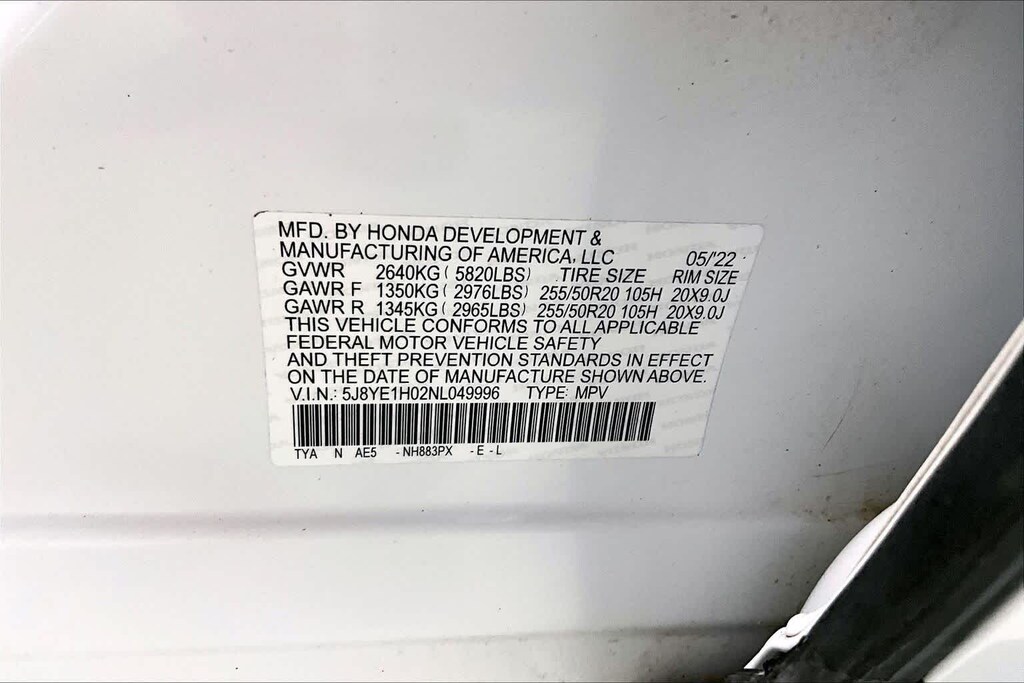 MFD. BY HONDA DEVELOPMENT &
MANUFACTURING OF AMERICA, LLC 05/'22
GVWR 2640KG ( 5820LBS) TIRE SIZE RIM SIZE
GAWR F 1350KG ( 2976LBS) 255/50R20 105H 20X9.0J
GAWR R 1345KG ( 2965LBS) 255/50R20 105H 20X9.0J
THIS VEHICLE CONFORMS TO ALL APPLICABLE
FEDERAL MOTOR VEHICLE SAFETY
AND THEFT PREVENTION STANDARDS IN EFFECT
ON THE DATE OF MANUFACTURE SHOWN ABOVE.
V.I.N.: 5J8YE1H02NL049996 TYPE: MPV
TYA N AE5 -NH883PX -E-L